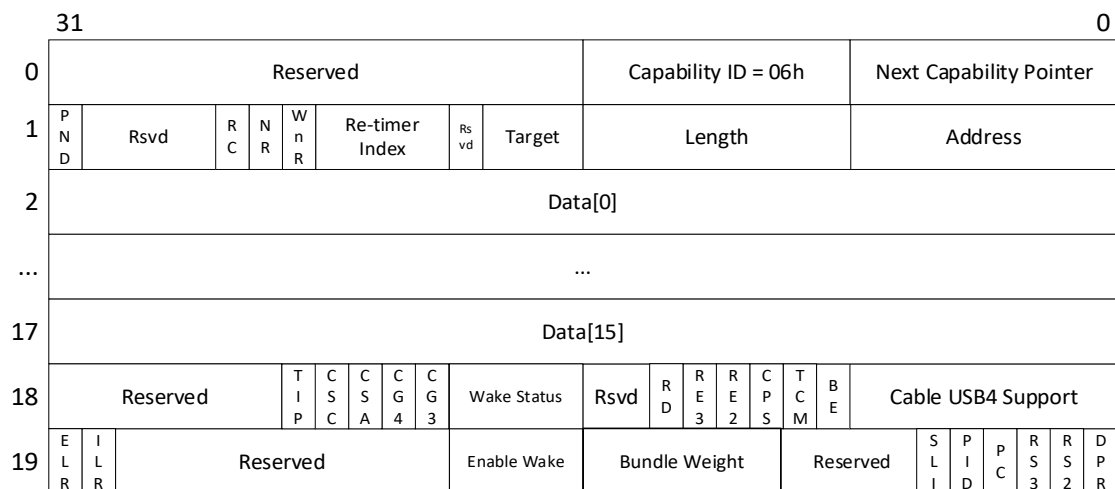 31 0
0 Reserved Capability ID = 06h Next Capability Pointer
1 PND Rsvd RC NR WnR Re-timer Index Rsvd Target Length Address
2 Data[0]
... ...
17 Data[15]
18 Reserved TIP CSC CSA CG4 CG3 Wake Status Rsvd RD RE3 RE2 CPS TCM BE Cable USB4 Support
19 ELR ILR Reserved Enable Wake Bundle Weight Reserved SLI PID PC RS3 RS2 DPR